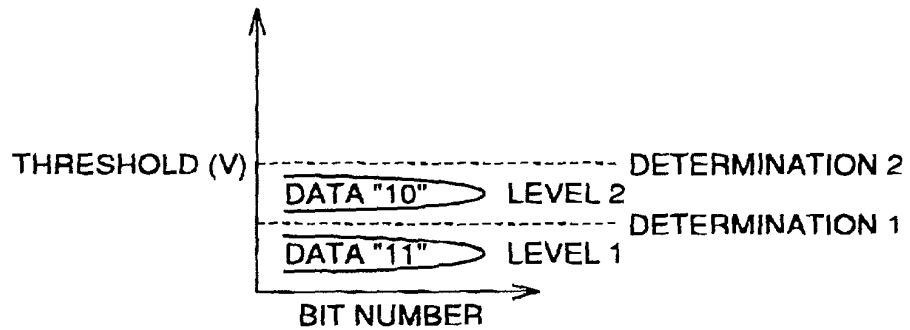 THRESHOLD (V)
DETERMINATION 2
DATA "10" LEVEL 2
DETERMINATION 1
DATA "11" LEVEL 1
BIT NUMBER